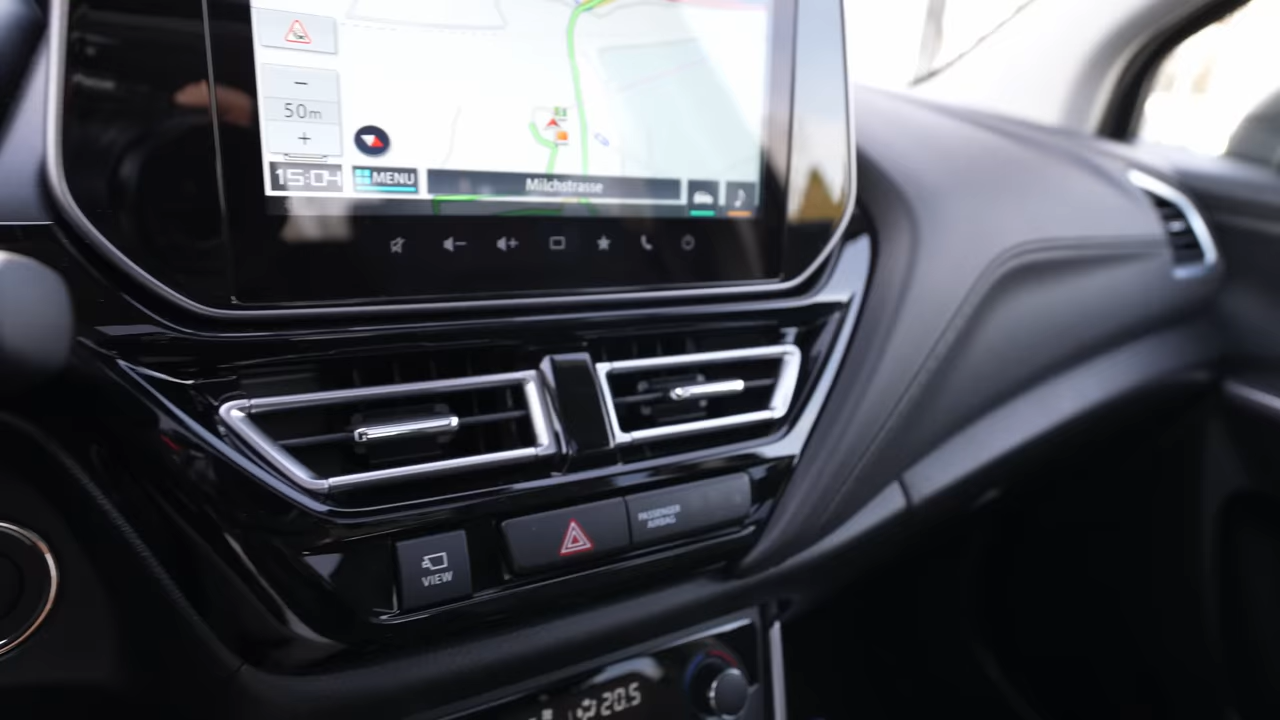 50m
15:04
MENU
Milchstrasse
PASSENGER
AIRBAG
VIEW
20.5